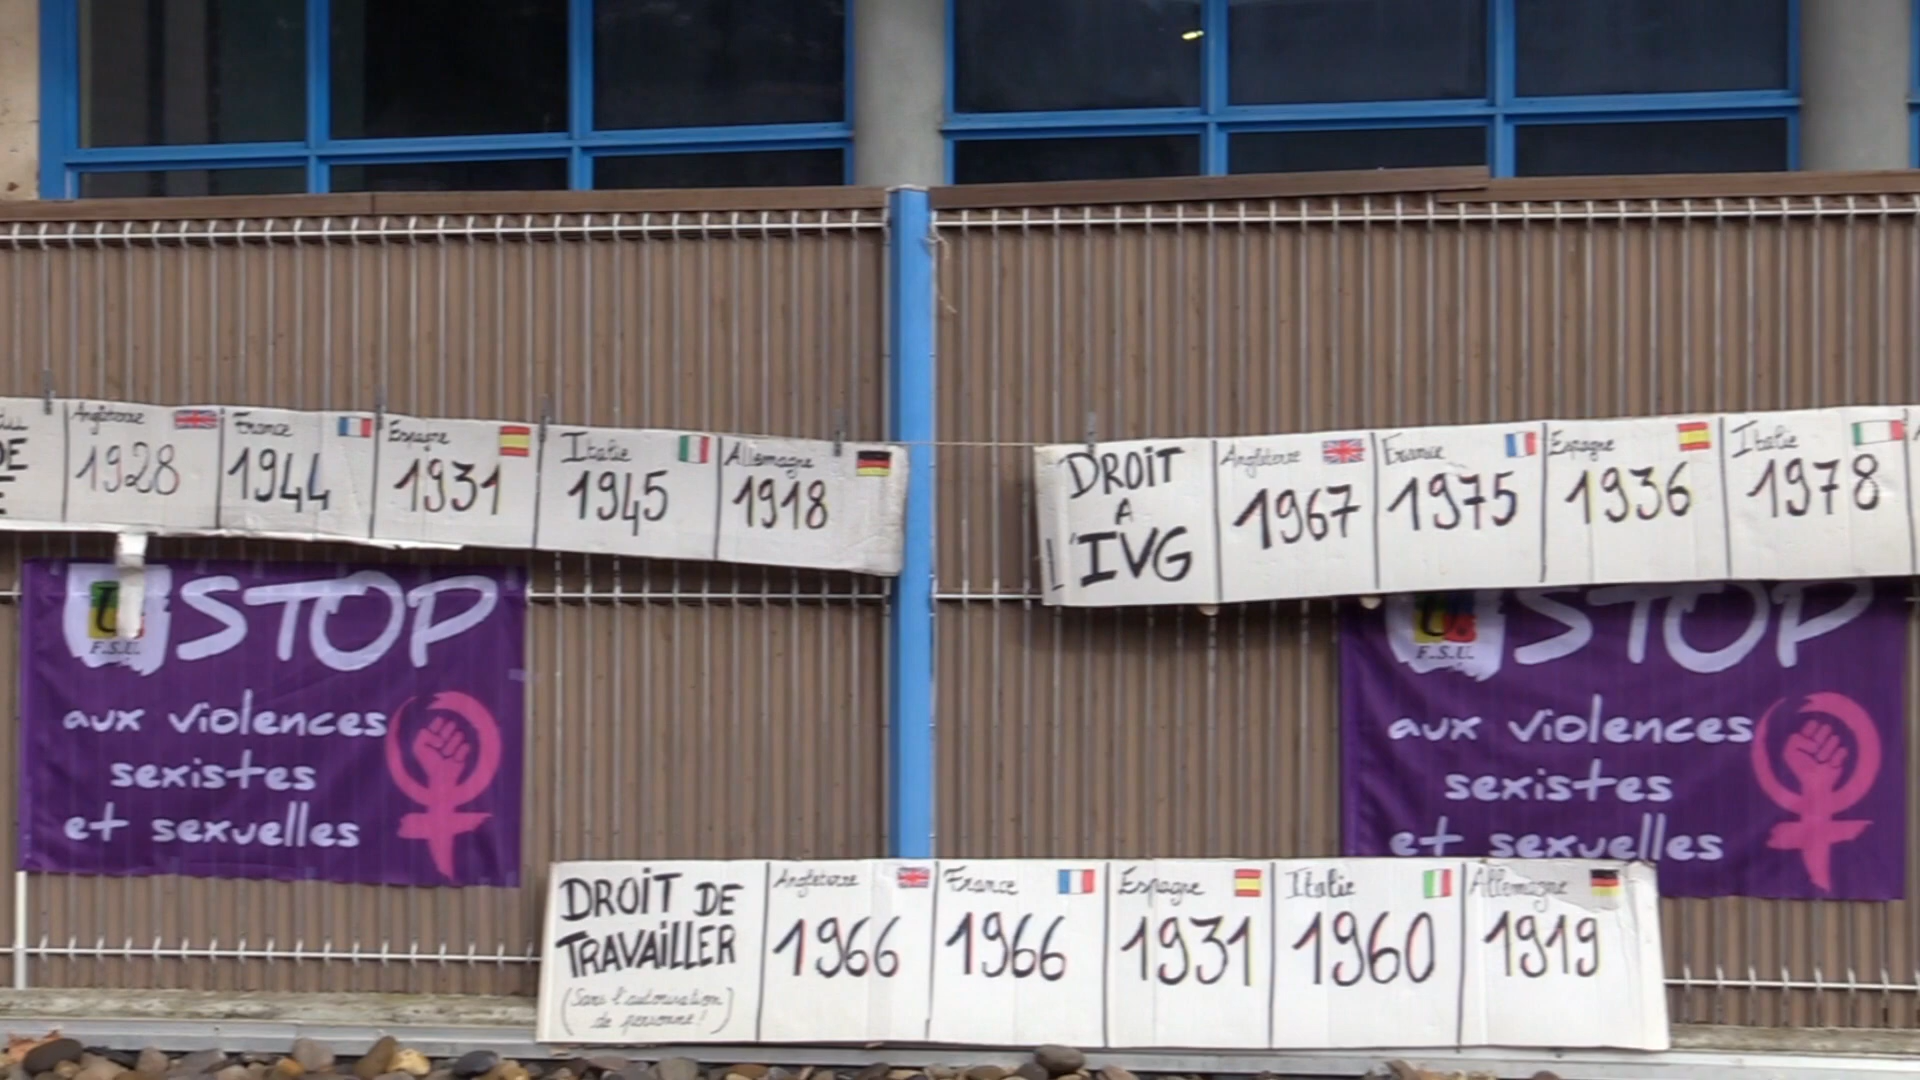 DE
Angleterre
1928
France
1944
Espagne
1931
Italie
1945
Allemagne
1918
DROIT
A
L'IVG
Angleterre
1967
France
1975
Espagne
1936
Italie
1978
STOP
F.S.U.
aux violences
sexistes
et sexuelles
STOP
F.S.U.
aux violences
sexistes
et sexuelles
DROIT DE
TRAVAILLER
(Sans l'autorisation
de personne!)
Angleterre
1966
France
1966
Espagne
1931
Italie
1960
Allemagne
1919